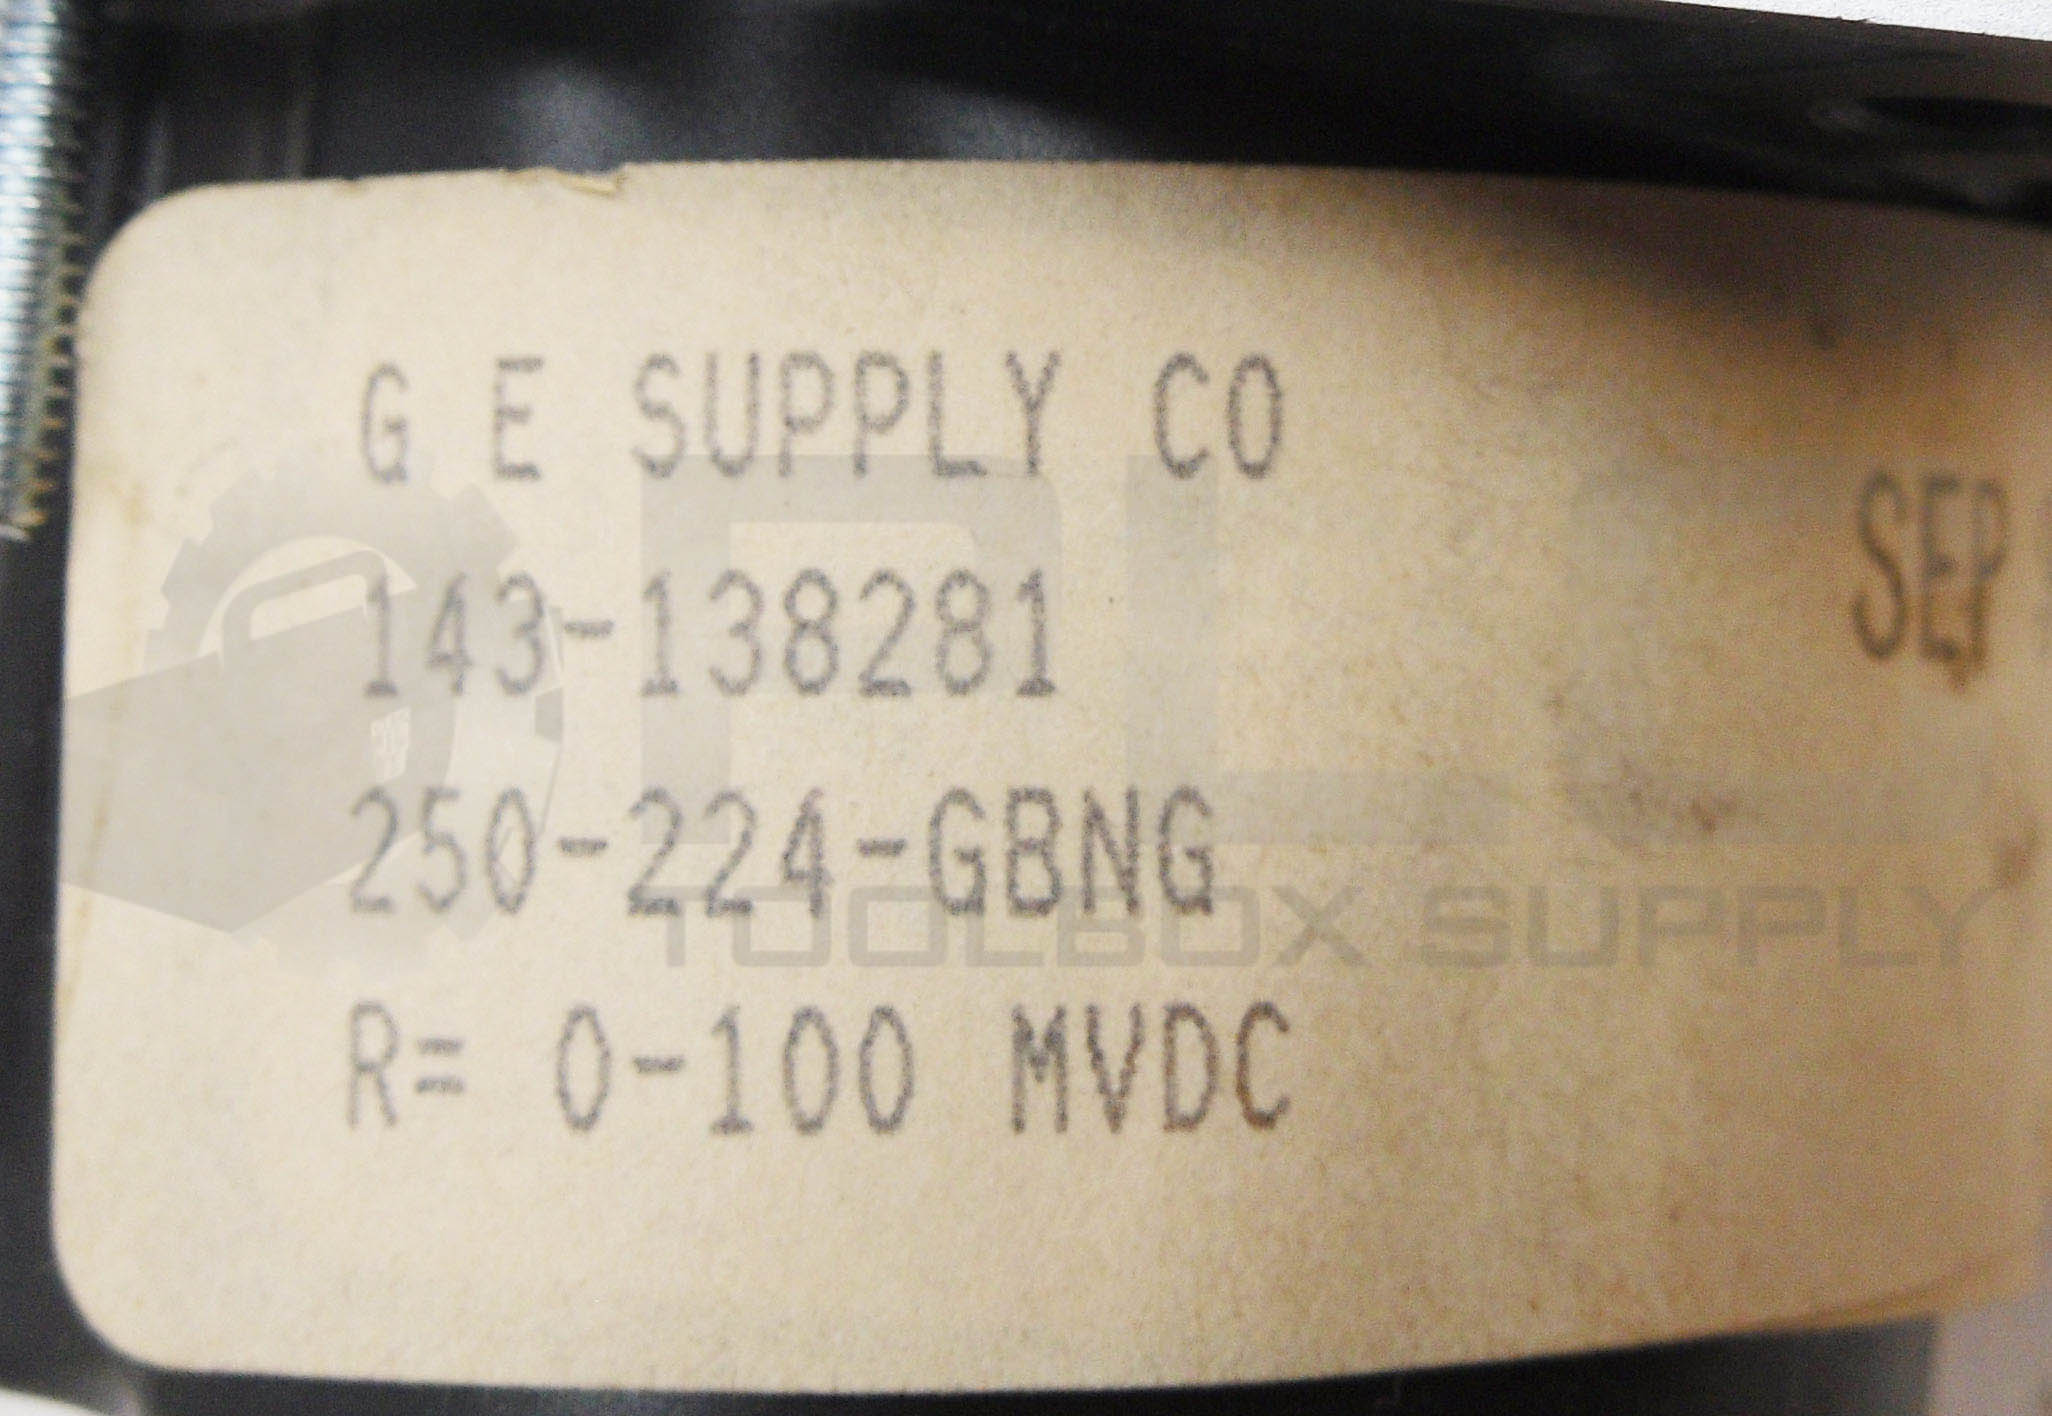 G E SUPPLY CO
SEP
143-138281
250-224-GBNG
TOOLBOX SUPPLY
R= 0-100 MVDC